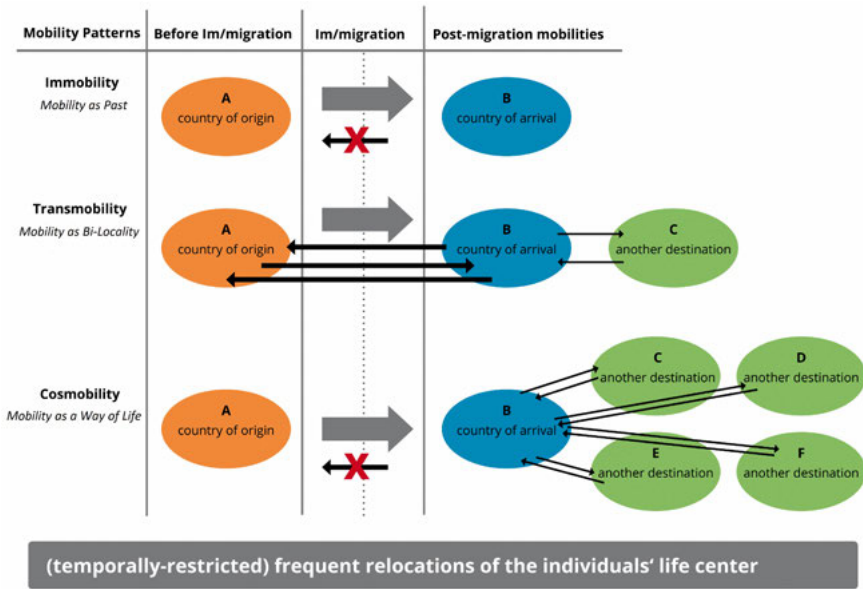 Mobility Patterns
Before Im/migration
Im/migration
Post-migration mobilities
Immobility
Mobility as Past
A
country of origin
B
country of arrival
Transmobility
Mobility as Bi-Locality
A
country of origin
B
country of arrival
C
another destination
Cosmobility
Mobility as a Way of Life
A
country of origin
B
country of arrival
C
another destination
D
another destination
E
another destination
F
another destination
(temporally-restricted) frequent relocations of the individuals‘ life center